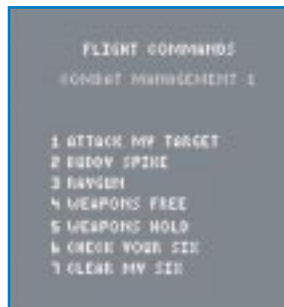 FLIGHT COMMANDS
COMBAT MANAGEMENT 1
1 ATTACK MY TARGET
2 BUDDY SPIKE
3 RAYGUN
4 WEAPONS FREE
5 WEAPONS HOLD
6 CHECK YOUR SIX
7 CLEAR MY SIX